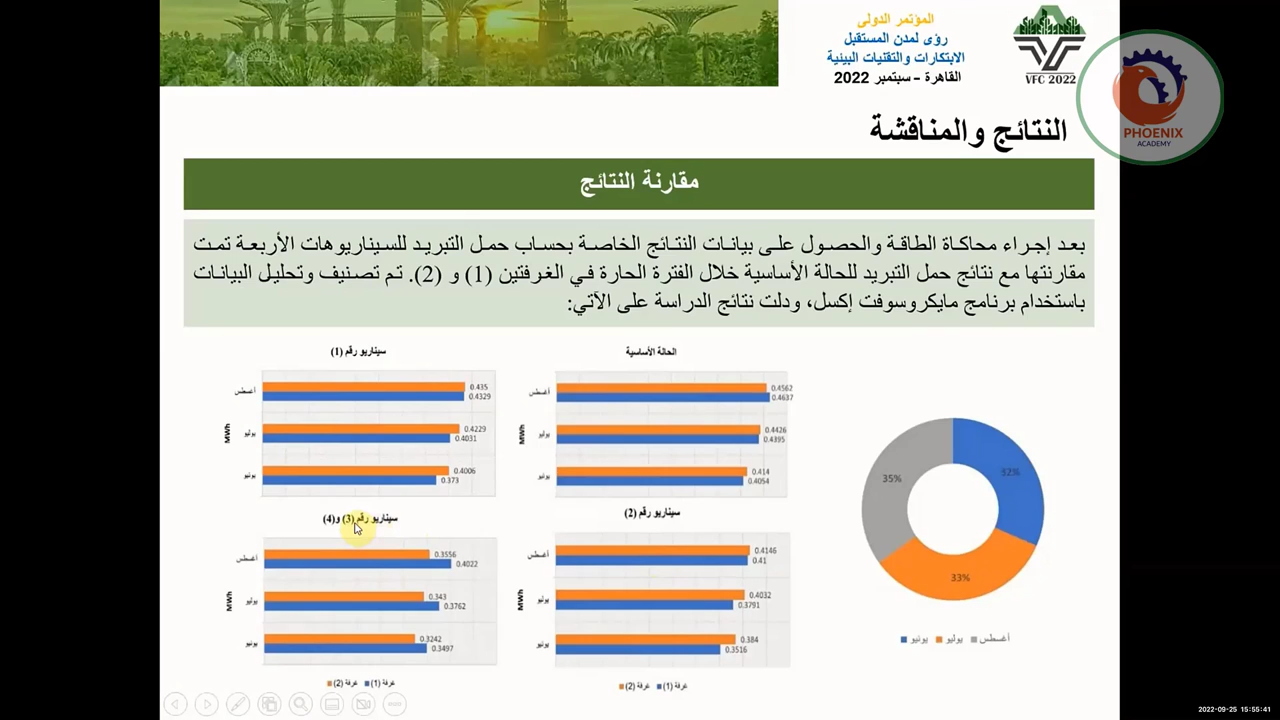 المؤتمر الدولى
رؤى لمدن المستقبل
الابتكارات والتقنيات البينية
القاهرة - سبتمبر 2022
VFC 2022
PHOENIX
ACADEMY
النتائج والمناقشة
مقارنة النتائج
بعد إجراء محاكاة الطاقة والحصول على بيانات النتائج الخاصة بحساب حمل التبريد للسيناريوهات الأربعة تمت
مقارنتها مع نتائج حمل التبريد للحالة الأساسية خلال الفترة الحارة في الغرفتين (1) و (2). تم تصنيف وتحليل البيانات
باستخدام برنامج مايكروسوفت إكسل، ودلت نتائج الدراسة على الآتي:
32%
33%
35%
يونيو
يوليو
أغسطس
الحالة الأساسية
MWh
أغسطس
0.4562
0.4637
يوليو
0.4426
0.4395
يونيو
0.414
0.4054
سيناريو رقم (1)
MWh
أغسطس
0.435
0.4329
يوليو
0.4229
0.4031
يونيو
0.4006
0.373
سيناريو رقم (2)
MWh
أغسطس
0.4146
0.41
يوليو
0.4032
0.3791
يونيو
0.384
0.3516
غرفة (1)
غرفة (2)
سيناريو رقم (3) و(4)
MWh
أغسطس
0.3556
0.4022
يوليو
0.343
0.3762
يونيو
0.3242
0.3497
غرفة (1)
غرفة (2)
2022-09-25 15:55:41